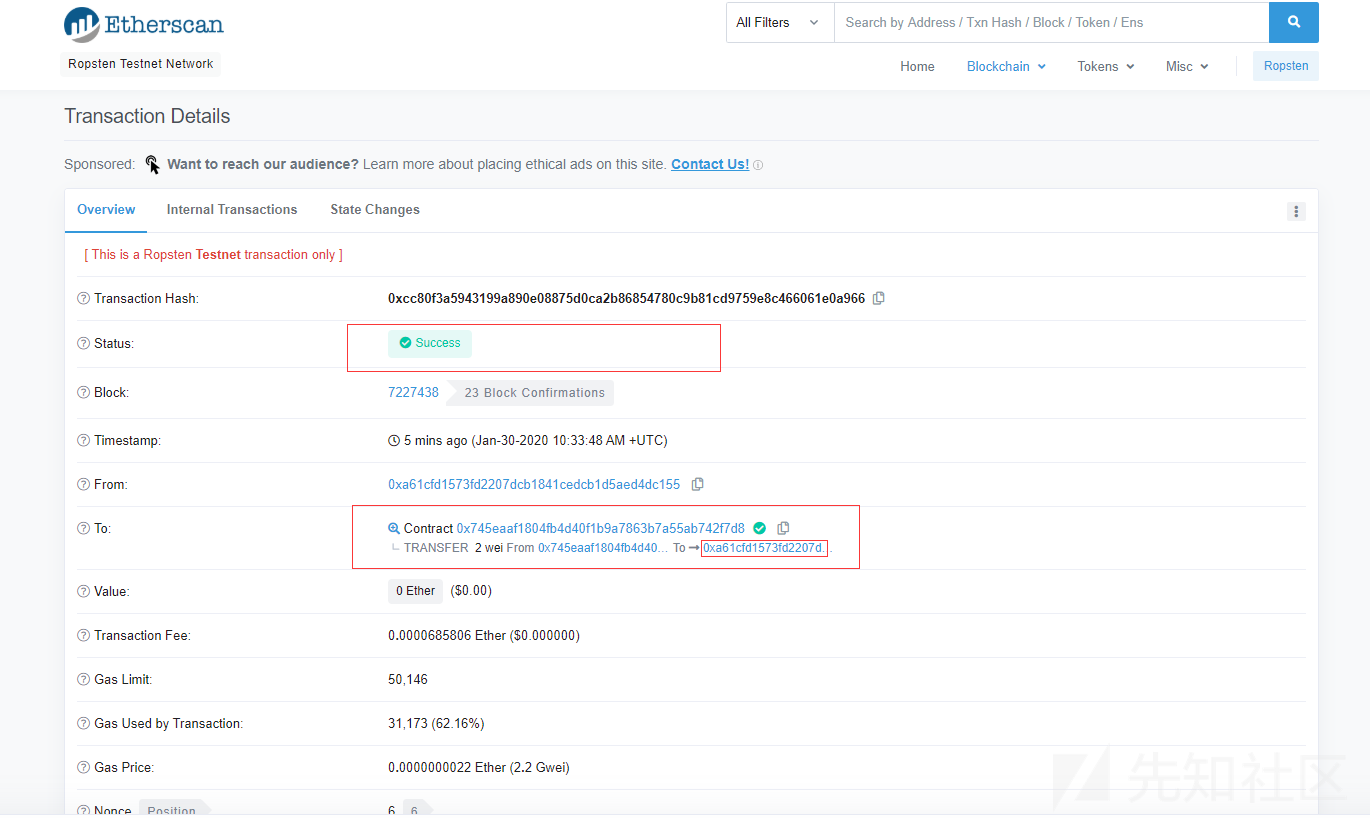 Etherscan
All Filters
Search by Address / Txn Hash / Block / Token / Ens
Ropsten Testnet Network
Home Blockchain Tokens Misc Ropsten
Transaction Details
Sponsored: Want to reach our audience? Learn more about placing ethical ads on this site. Contact Us!
Overview Internal Transactions State Changes
[ This is a Ropsten Testnet transaction only ]
Transaction Hash: 0xcc80f3a5943199a890e08875d0ca2b86854780c9b81cd9759e8c466061e0a966
Status: Success
Block: 7227438 23 Block Confirmations
Timestamp: 5 mins ago (Jan-30-2020 10:33:48 AM +UTC)
From: 0xa61cfd1573fd2207dcb1841cedcb1d5aed4dc155
To: Contract 0x745eaaf1804fb4d40f1b9a7863b7a55ab742f7d8
TRANSFER 2 wei From 0x745eaaf1804fb4d40... To → 0xa61cfd1573fd2207d...
Value: 0 Ether ($0.00)
Transaction Fee: 0.0000685806 Ether ($0.000000)
Gas Limit: 50,146
Gas Used by Transaction: 31,173 (62.16%)
Gas Price: 0.0000000022 Ether (2.2 Gwei)
Nonce Position 6 6
先知社区